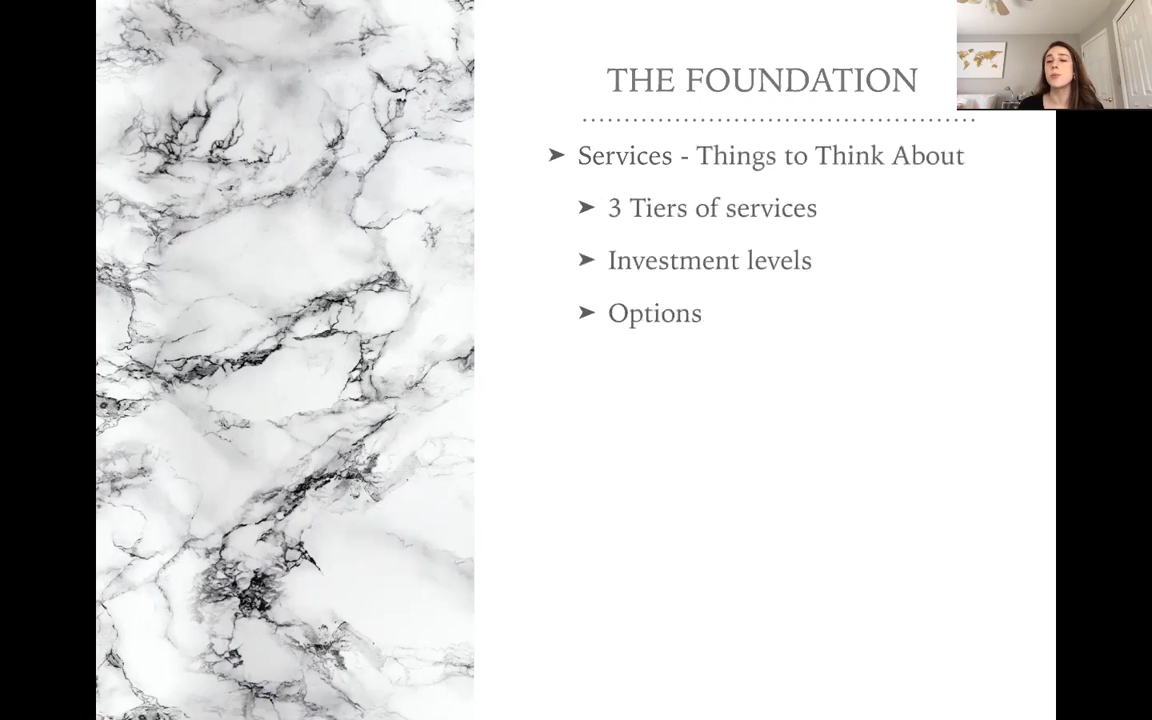 THE FOUNDATION
Services - Things to Think About
3 Tiers of services
Investment levels
Options